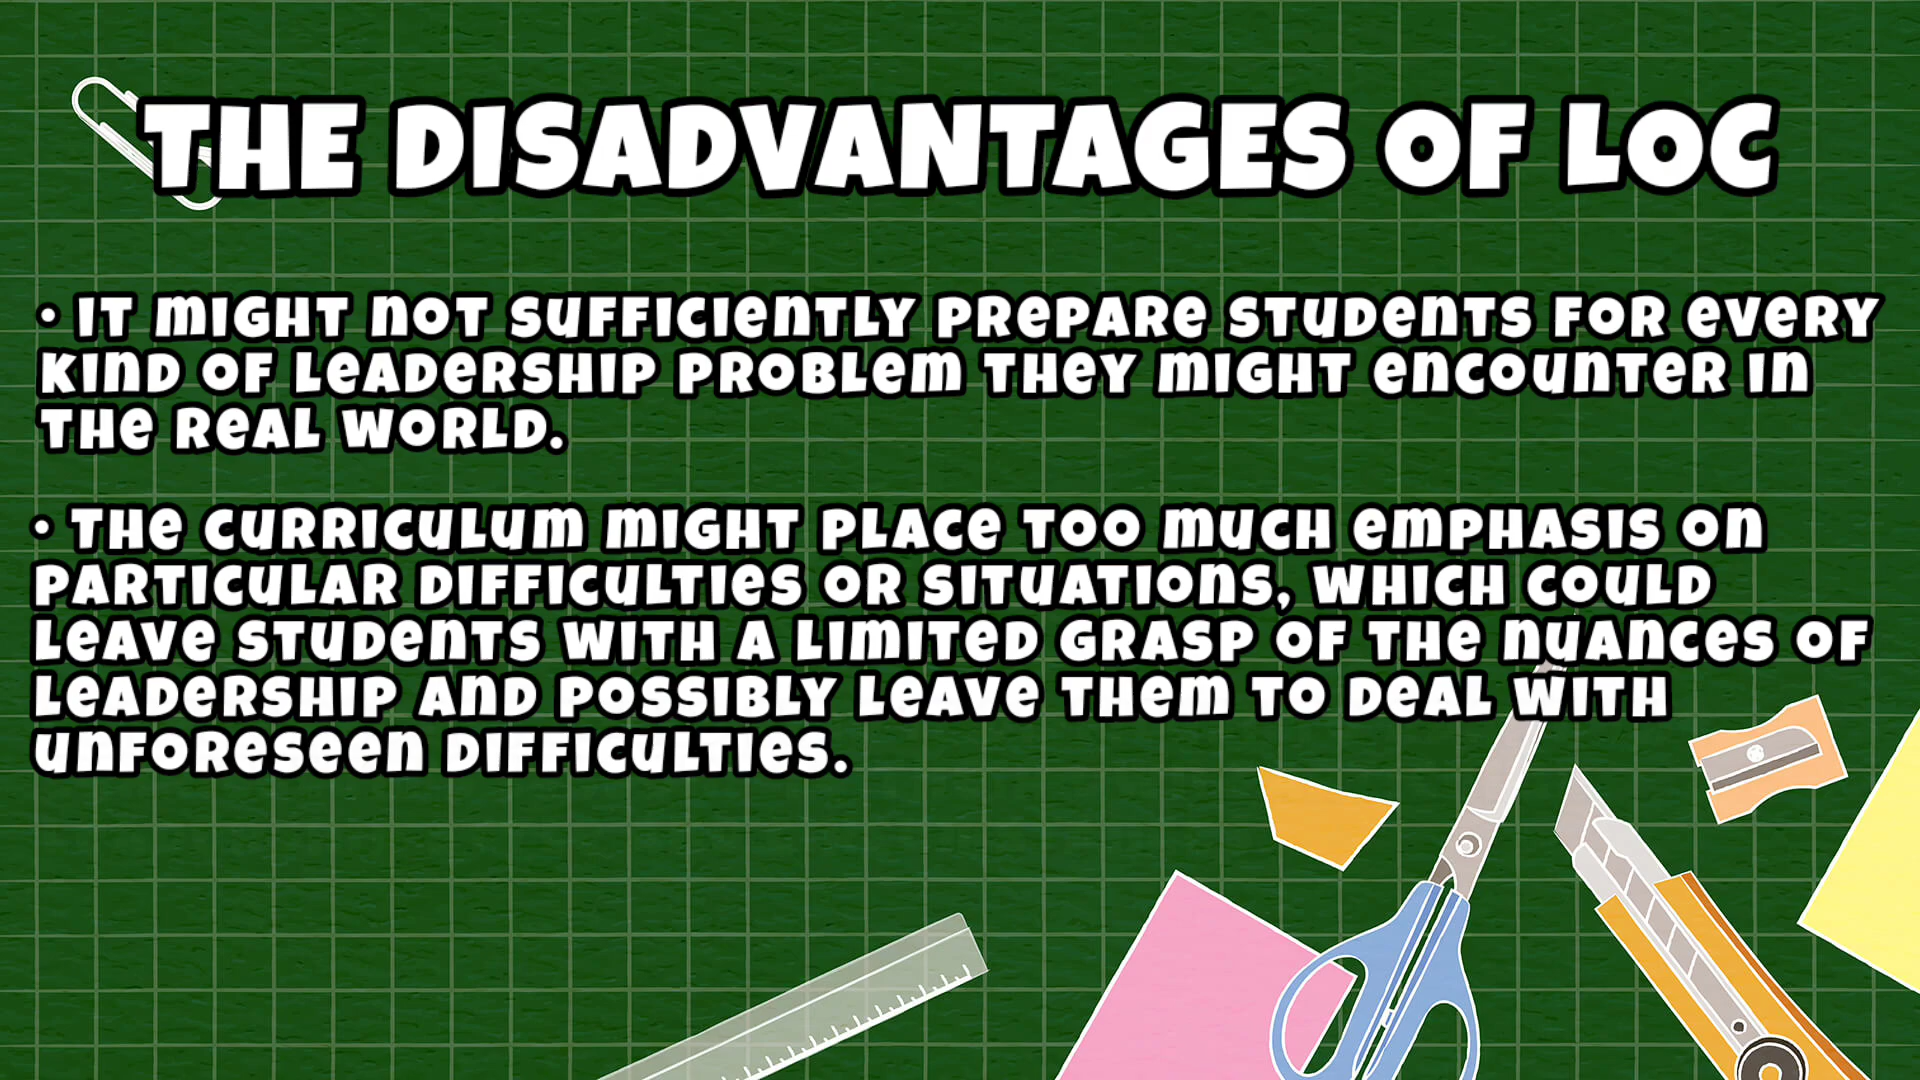 THE DISADVANTAGES OF LOC
• It might not sufficiently prepare students for every
kind of leadership problem they might encounter in
the real world.
• The curriculum might place too much emphasis on
particular difficulties or situations, which could
leave students with a limited grasp of the nuances of
leadership and possibly leave them to deal with
unforeseen difficulties.